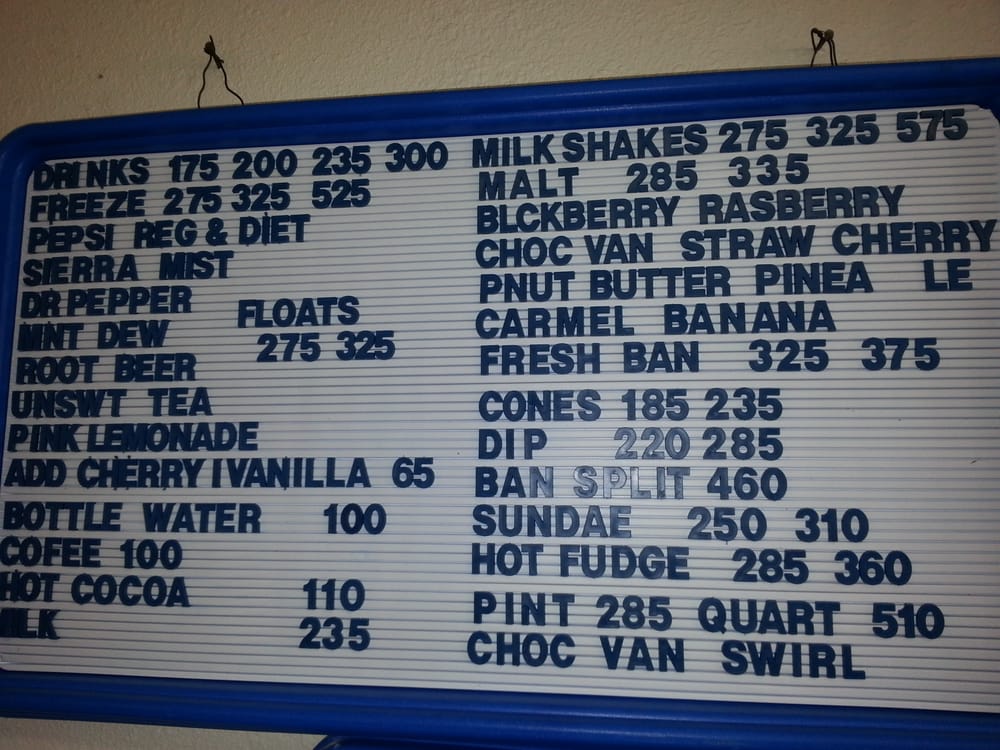 DRINKS 175 200 235 300
FREEZE 275 325 525
PEPSI REG & DIET
SIERRA MIST
DR PEPPER
MNT DEW
FLOATS
275 325
ROOT BEER
UNSWT TEA
PINK LEMONADE
ADD CHERRY I VANILLA 65
BOTTLE WATER 100
COFEE 100
HOT COCOA 110
MILK 235
MILK SHAKES 275 325 575
MALT 285 335
BLCKBERRY RASBERRY
CHOC VAN STRAW CHERRY
PNUT BUTTER PINEA LE
CARMEL BANANA
FRESH BAN 325 375
CONES 185 235
DIP 220 285
BAN SPLIT 460
SUNDAE 250 310
HOT FUDGE 285 360
PINT 285 QUART 510
CHOC VAN SWIRL